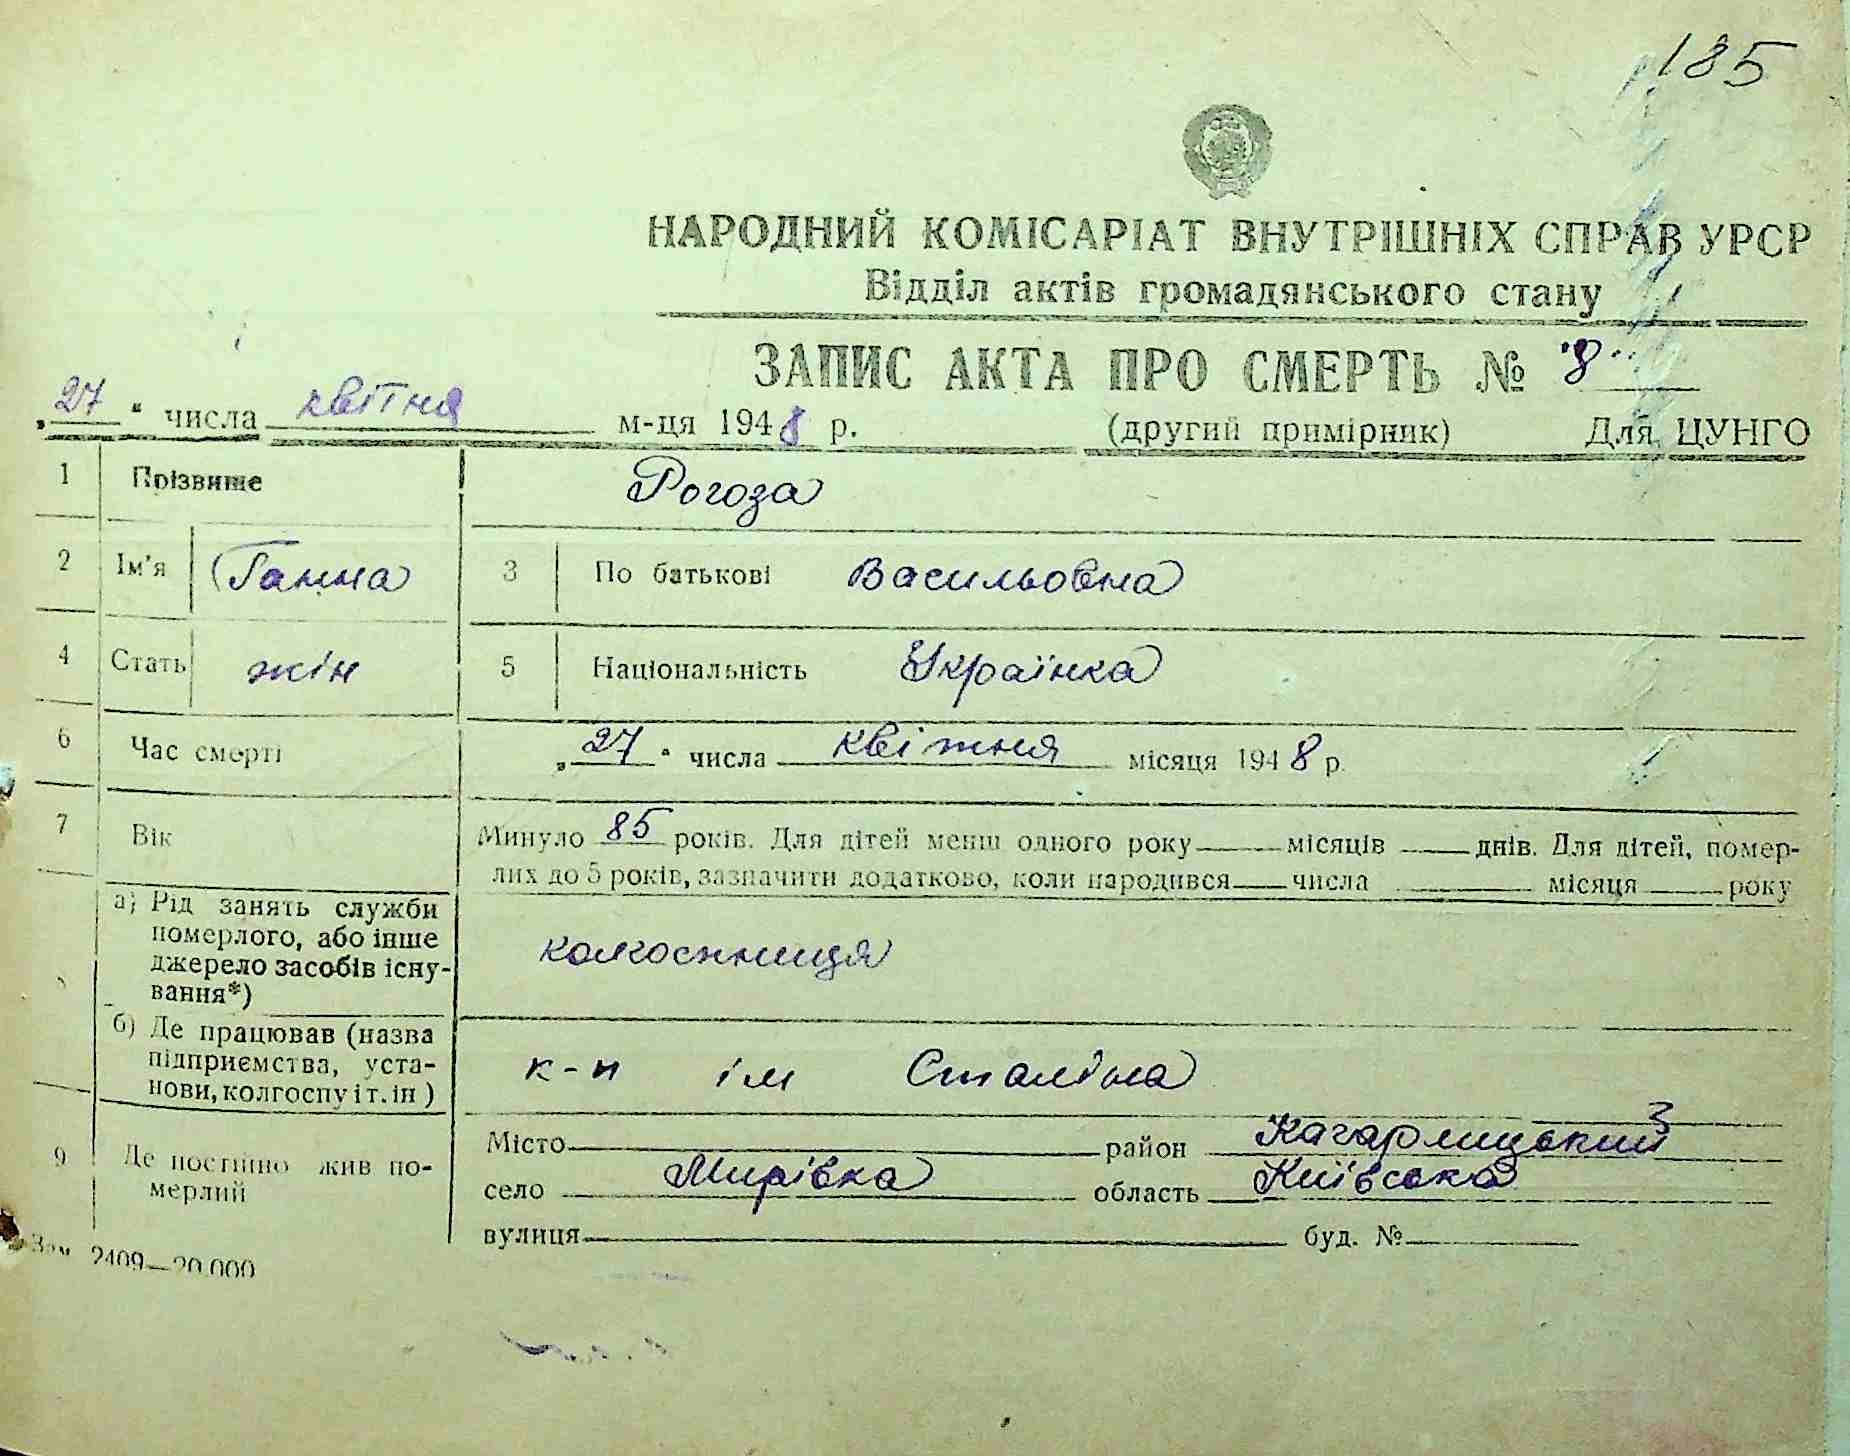 185
НАРОДНИЙ КОМІСАРІАТ ВНУТРІШНІХ СПРАВ УРСР
Відділ актів громадянського стану
ЗАПИС АКТА ПРО СМЕРТЬ № "8"
„27" числа квітня м-ця 1948 р. (другий примірник) Для ЦУНГО
1 Прізвище Рогоза
2 Ім'я Ганна 3 По батькові Васильовна
4 Стать жін 5 Національність Українка
6 Час смерті „27" числа квітня місяця 1948 р.
7 Вік Минуло 85 років. Для дітей менш одного року місяців днів. Для дітей, помер-
лих до 5 років, зазначити додатково, коли народився числа місяця року
а) Рід занять служби
померлого, або інше
джерело засобів існу-
вання*)
колгоспниця
б) Де працював (назва
підприємства, уста-
нови, колгоспу і т. ін)
к-п ім Сталіна
9 Де постійно жив по-
мерлий
Місто район Кагарлицький
село Мирівка область Київська
вулиця буд. №
Зам 2409—20.000